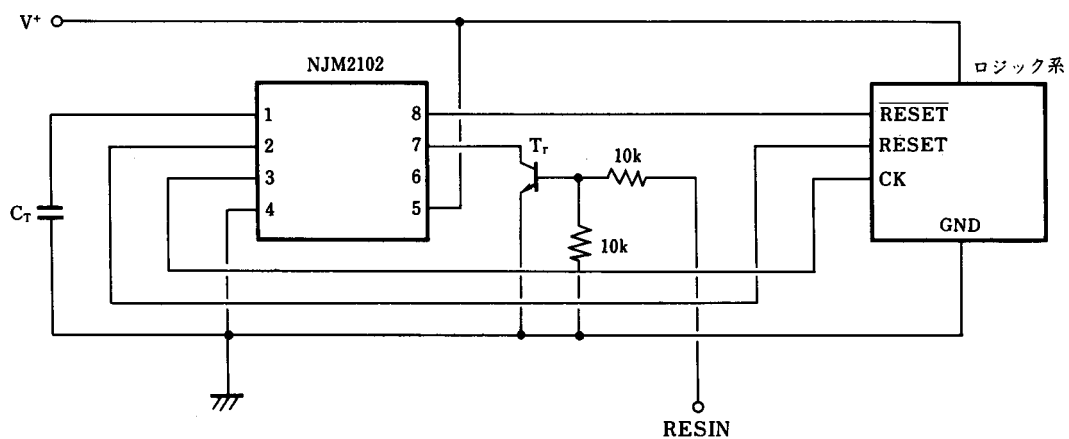 V⁺
NJM2102
ロジック系
1
2
3
4
8
7
6
5
Tᵣ
10k
10k
C_T
RESET
RESET
CK
GND
RESIN